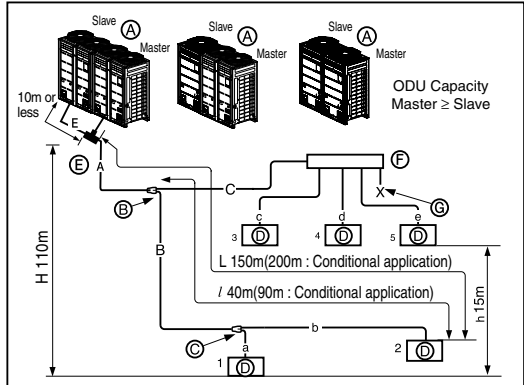 Slave Ⓐ
Master
Slave Ⓐ
Master
Ⓐ
Master
10m or
less
ODU Capacity
Master ≥ Slave
E
Ⓔ
A
Ⓕ
C
X
Ⓖ
Ⓑ
c
d
e
3 Ⓓ
4 Ⓓ
5 Ⓓ
B
H 110m
L 150m(200m : Conditional application)
l 40m(90m : Conditional application)
h 15m
b
Ⓒ
a
2 Ⓓ
1 Ⓓ